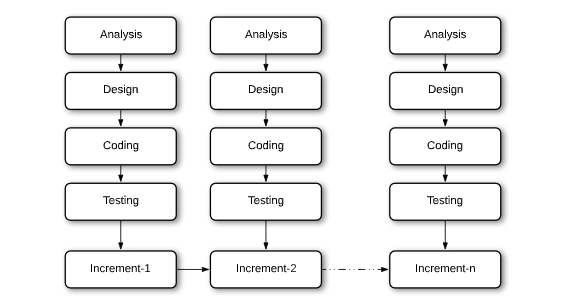 Analysis
Analysis
Analysis
Design
Design
Design
Coding
Coding
Coding
Testing
Testing
Testing
Increment-1
Increment-2
Increment-n